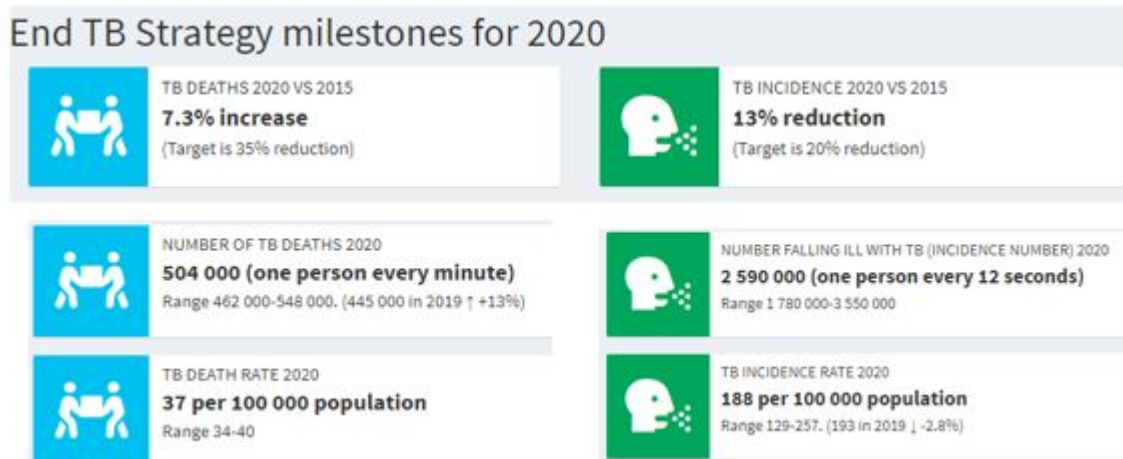 End TB Strategy milestones for 2020
TB DEATHS 2020 VS 2015
7.3% increase
(Target is 35% reduction)
TB INCIDENCE 2020 VS 2015
13% reduction
(Target is 20% reduction)
NUMBER OF TB DEATHS 2020
504 000 (one person every minute)
Range 462 000-548 000. (445 000 in 2019 ↑ +13%)
NUMBER FALLING ILL WITH TB (INCIDENCE NUMBER) 2020
2 590 000 (one person every 12 seconds)
Range 1 780 000-3 550 000
TB DEATH RATE 2020
37 per 100 000 population
Range 34-40
TB INCIDENCE RATE 2020
188 per 100 000 population
Range 129-257. (193 in 2019 ↓ -2.8%)